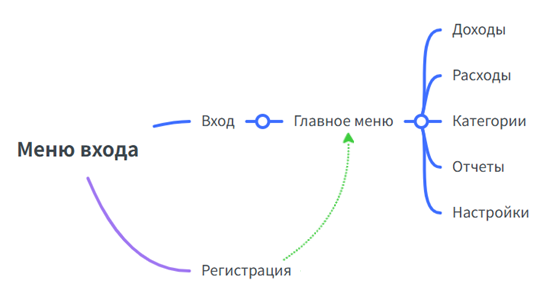 Меню входа
Вход
Главное меню
Доходы
Расходы
Категории
Отчеты
Настройки
Регистрация